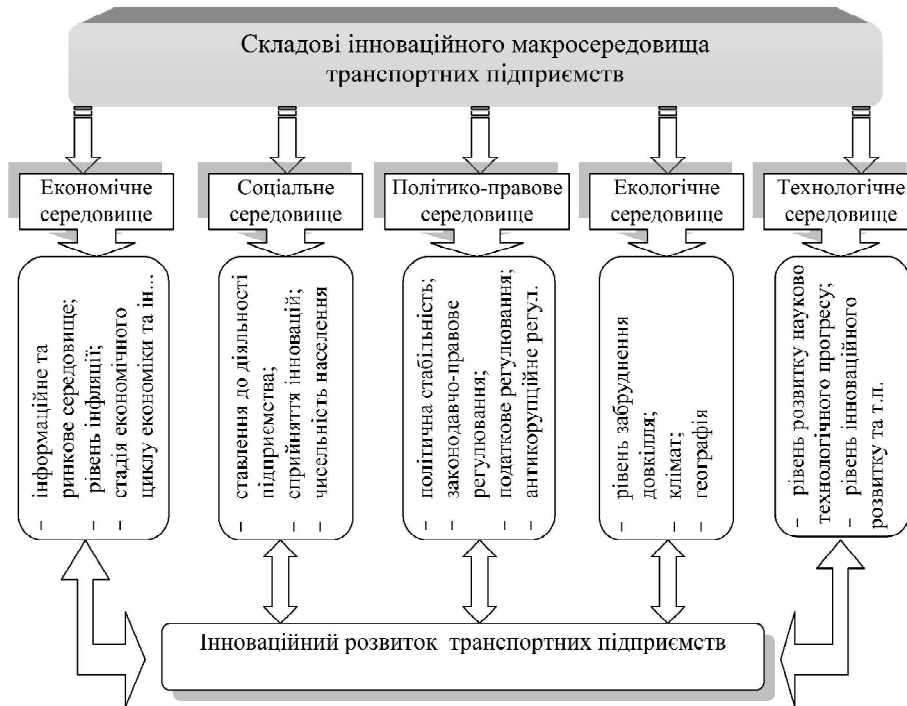 Складові інноваційного макросередовища
транспортних підприємств
Економічне
середовище
Соціальне
середовище
Політико-правове
середовище
Екологічне
середовище
Технологічне
середовище
– інформаційне та
ринкове середовище;
– рівень інфляції;
– стадія економічного
циклу економіки та ін...
– ставлення до діяльності
підприємства;
– сприйняття інновацій;
– чисельність населення
– політична стабільність;
– законодавчо-правове
регулювання;
– податкове регулювання;
– антикорупційне регул.
– рівень забруднення
довкілля;
– клімат;
– географія
– рівень розвитку науково
технологічного прогресу;
– рівень інноваційного
розвитку та т.п.
Інноваційний розвиток транспортних підприємств